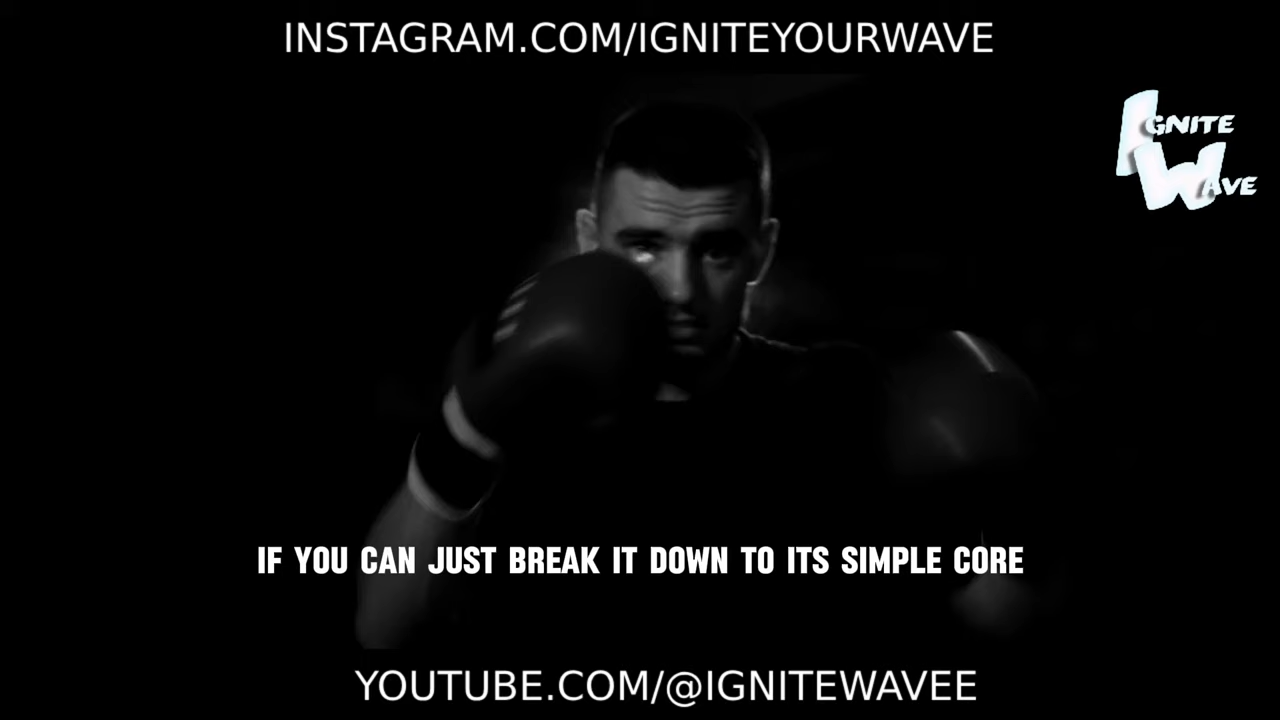 INSTAGRAM.COM/IGNITEYOURWAVE
IGNITE
WAVE
IF YOU CAN JUST BREAK IT DOWN TO ITS SIMPLE CORE
YOUTUBE.COM/@IGNITEWAVEE